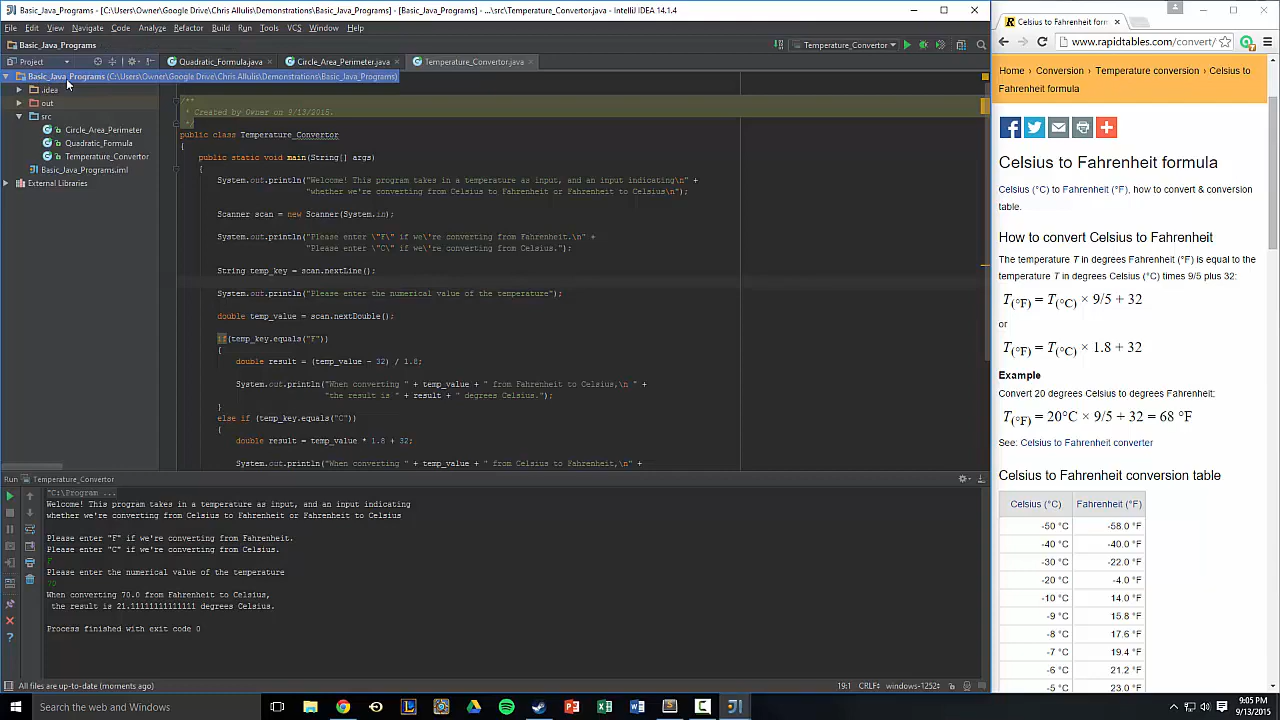 Basic_Java_Programs - [C:\Users\Owner\Google Drive\Chris Allulis\Demonstrations\Basic_Java_Programs] - [Basic_Java_Programs] - ...\src\Temperature_Convertor.java - IntelliJ IDEA 14.1.4
File Edit View Navigate Code Analyze Refactor Build Run Tools VCS Window Help
Basic_Java_Programs
Temperature_Convertor
Project
Quadratic_Formula.java
Circle_Area_Perimeter.java
Temperature_Convertor.java
Basic_Java_Programs (C:\Users\Owner\Google Drive\Chris Allulis\Demonstrations\Basic_Java_Programs)
.idea
out
src
Circle_Area_Perimeter
Quadratic_Formula
Temperature_Convertor
Basic_Java_Programs.iml
External Libraries
/**
* Created by Owner on 9/13/2015.
*/
public class Temperature_Convertor
{
public static void main(String[] args)
{
System.out.println("Welcome! This program takes in a temperature as input, and an input indicating\n" +
"whether we're converting from Celsius to Fahrenheit or Fahrenheit to Celsius\n");
Scanner scan = new Scanner(System.in);
System.out.println("Please enter \"F\" if we\'re converting from Fahrenheit.\n" +
"Please enter \"C\" if we\'re converting from Celsius.");
String temp_key = scan.nextLine();
System.out.println("Please enter the numerical value of the temperature");
double temp_value = scan.nextDouble();
if(temp_key.equals("F"))
{
double result = (temp_value - 32) / 1.8;
System.out.println("When converting " + temp_value + " from Fahrenheit to Celsius,\n " +
"the result is " + result + " degrees Celsius.");
}
else if (temp_key.equals("C"))
{
double result = temp_value * 1.8 + 32;
System.out.println("When converting " + temp_value + " from Celsius to Fahrenheit,\n" +
Run Temperature_Convertor
"C:\Program ...
Welcome! This program takes in a temperature as input, and an input indicating
whether we're converting from Celsius to Fahrenheit or Fahrenheit to Celsius
Please enter "F" if we're converting from Fahrenheit.
Please enter "C" if we're converting from Celsius.
F
Please enter the numerical value of the temperature
70
When converting 70.0 from Fahrenheit to Celsius,
the result is 21.11111111111111 degrees Celsius.
Process finished with exit code 0
All files are up-to-date (moments ago)
19:1 CRLF windows-1252
Celsius to Fahrenheit form
www.rapidtables.com/convert/
Home › Conversion › Temperature conversion › Celsius to
Fahrenheit formula
Celsius to Fahrenheit formula
Celsius (°C) to Fahrenheit (°F), how to convert & conversion
table.
How to convert Celsius to Fahrenheit
The temperature T in degrees Fahrenheit (°F) is equal to the
temperature T in degrees Celsius (°C) times 9/5 plus 32:
T(°F) = T(°C) × 9/5 + 32
or
T(°F) = T(°C) × 1.8 + 32
Example
Convert 20 degrees Celsius to degrees Fahrenheit:
T(°F) = 20°C × 9/5 + 32 = 68 °F
See: Celsius to Fahrenheit converter
Celsius to Fahrenheit conversion table
Celsius (°C) Fahrenheit (°F)
-50 °C -58.0 °F
-40 °C -40.0 °F
-30 °C -22.0 °F
-20 °C -4.0 °F
-10 °C 14.0 °F
-9 °C 15.8 °F
-8 °C 17.6 °F
-7 °C 19.4 °F
-6 °C 21.2 °F
-5 °C 23.0 °F
Search the web and Windows
9:05 PM
9/13/2015